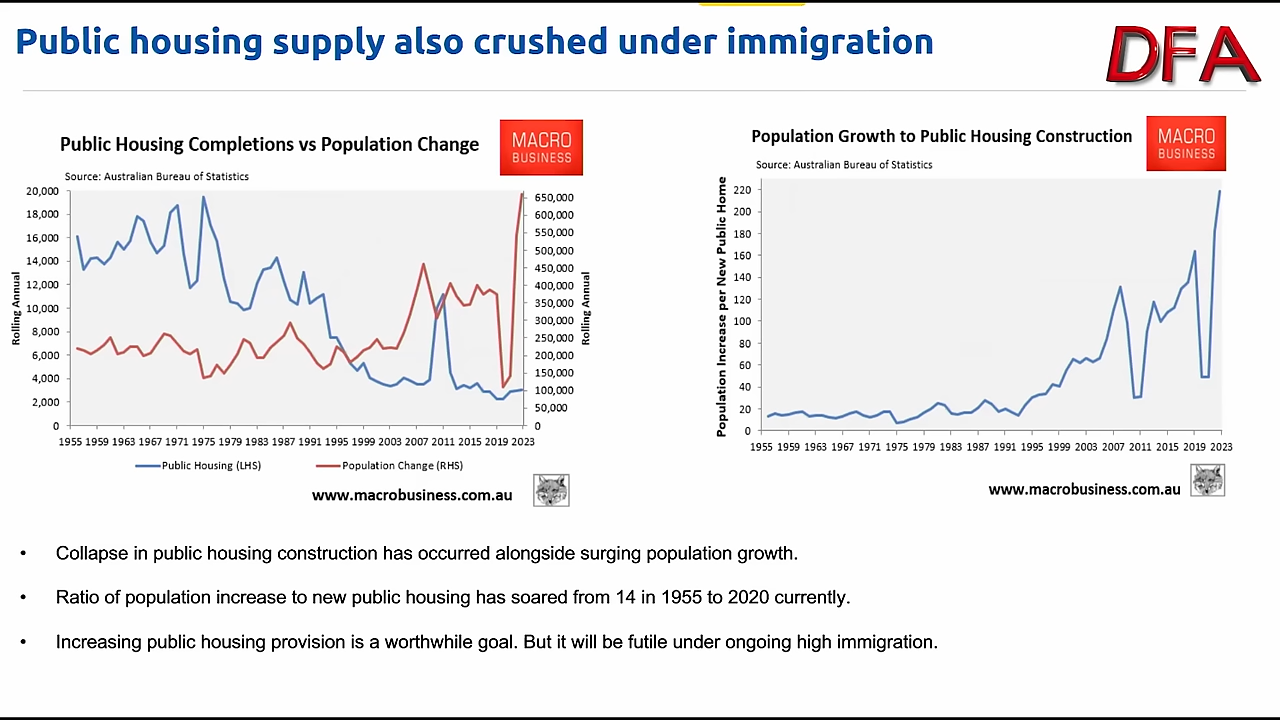 Public housing supply also crushed under immigration
DFA
Public Housing Completions vs Population Change
MACRO
BUSINESS
Source: Australian Bureau of Statistics
20,000
18,000
16,000
14,000
12,000
10,000
8,000
6,000
4,000
2,000
0
Rolling Annual
650,000
600,000
550,000
500,000
450,000
400,000
350,000
300,000
250,000
200,000
150,000
100,000
50,000
0
Rolling Annual
1955 1959 1963 1967 1971 1975 1979 1983 1987 1991 1995 1999 2003 2007 2011 2015 2019 2023
Public Housing (LHS) Population Change (RHS)
www.macrobusiness.com.au
Population Growth to Public Housing Construction
MACRO
BUSINESS
Source: Australian Bureau of Statistics
Population Increase per New Public Home
220
200
180
160
140
120
100
80
60
40
20
0
1955 1959 1963 1967 1971 1975 1979 1983 1987 1991 1995 1999 2003 2007 2011 2015 2019 2023
www.macrobusiness.com.au
• Collapse in public housing construction has occurred alongside surging population growth.
• Ratio of population increase to new public housing has soared from 14 in 1955 to 2020 currently.
• Increasing public housing provision is a worthwhile goal. But it will be futile under ongoing high immigration.